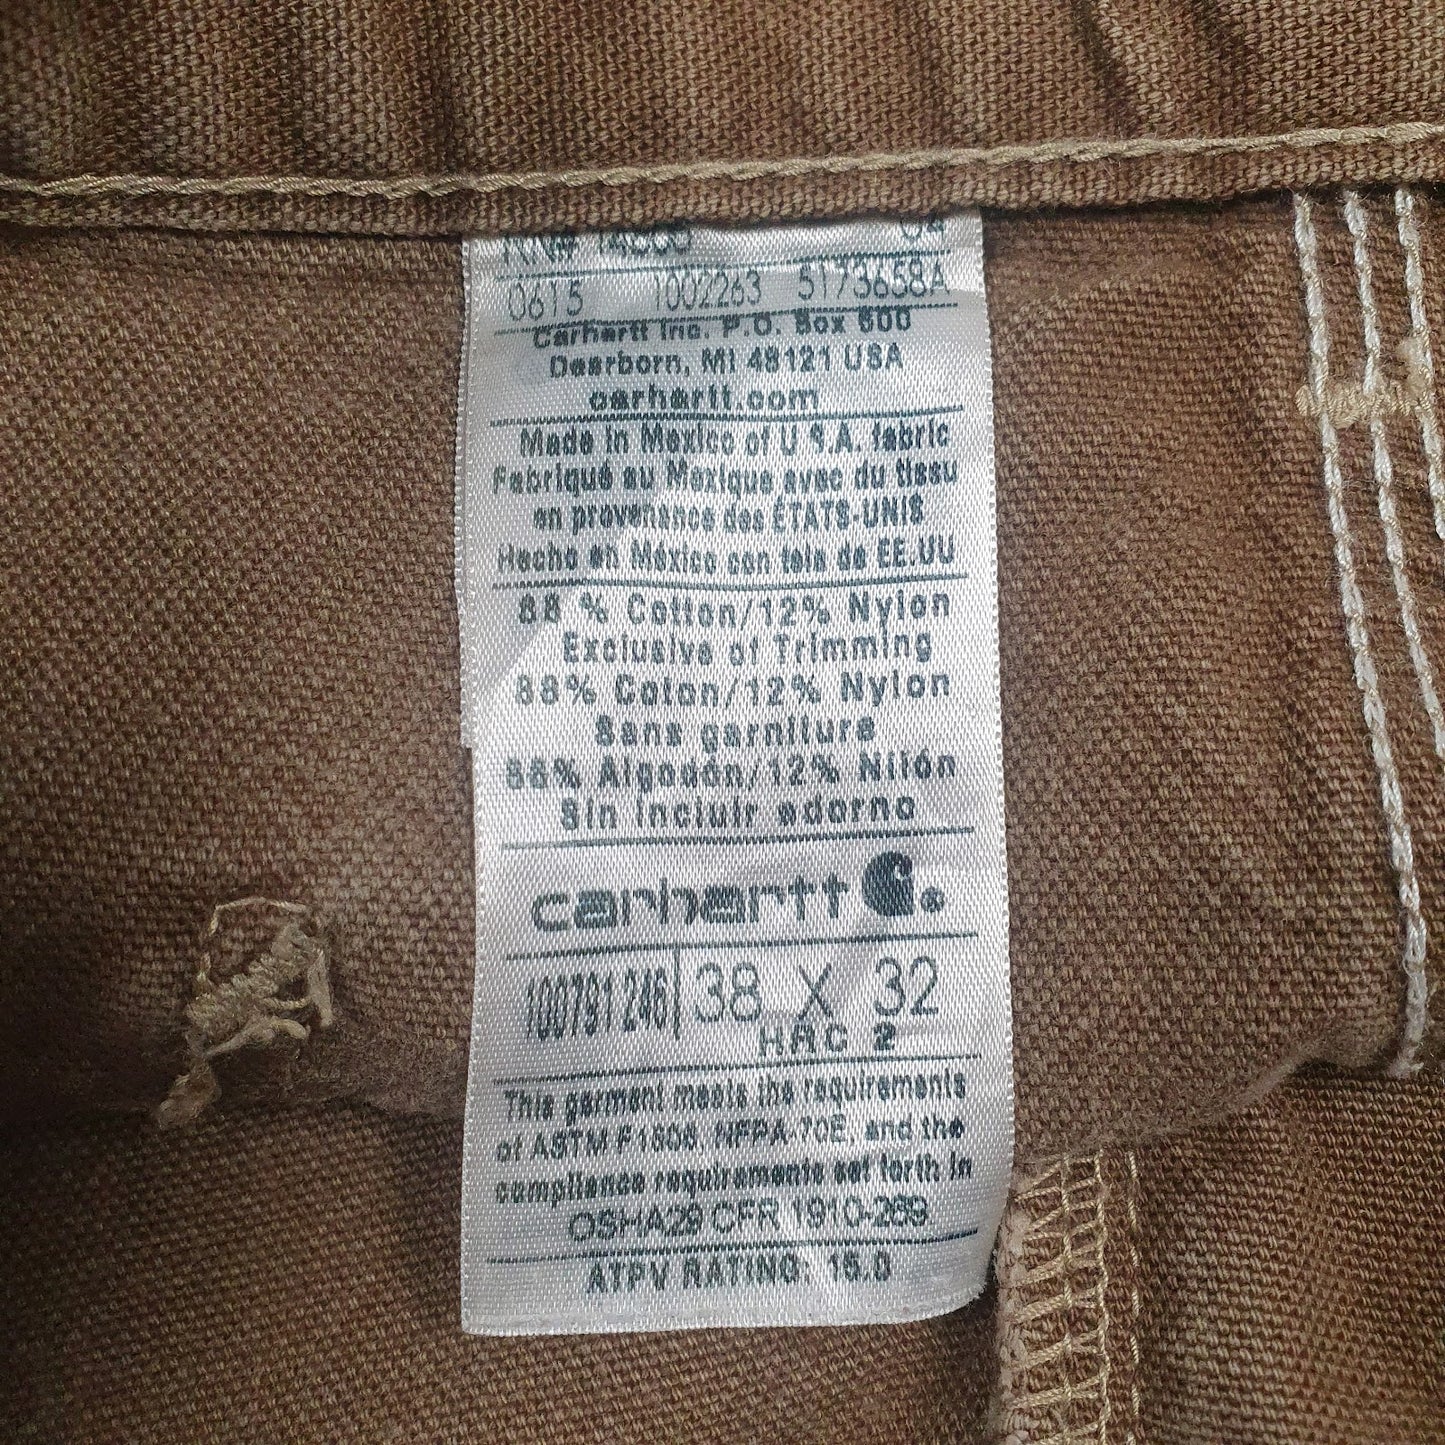 RN# 14806 04
0615 1002263 5173658A
Carhartt Inc. P.O. Box 600
Dearborn, MI 48121 USA
carhartt.com
Made in Mexico of U.S.A. fabric
Fabriqué au Mexique avec du tissu
en provenance des ÉTATS-UNIS
Hecho en México con tela de EE.UU
88 % Cotton/12% Nylon
Exclusive of Trimming
88% Coton/12% Nylon
Sans garniture
88% Algodón/12% Nilón
Sin incluir adorno
carhartt C®
100791 246 38 X 32
HRC 2
This garment meets the requirements
of ASTM F1506, NFPA-70E, and the
compliance requirements set forth in
OSHA29 CFR 1910-269
ATPV RATING: 15.0